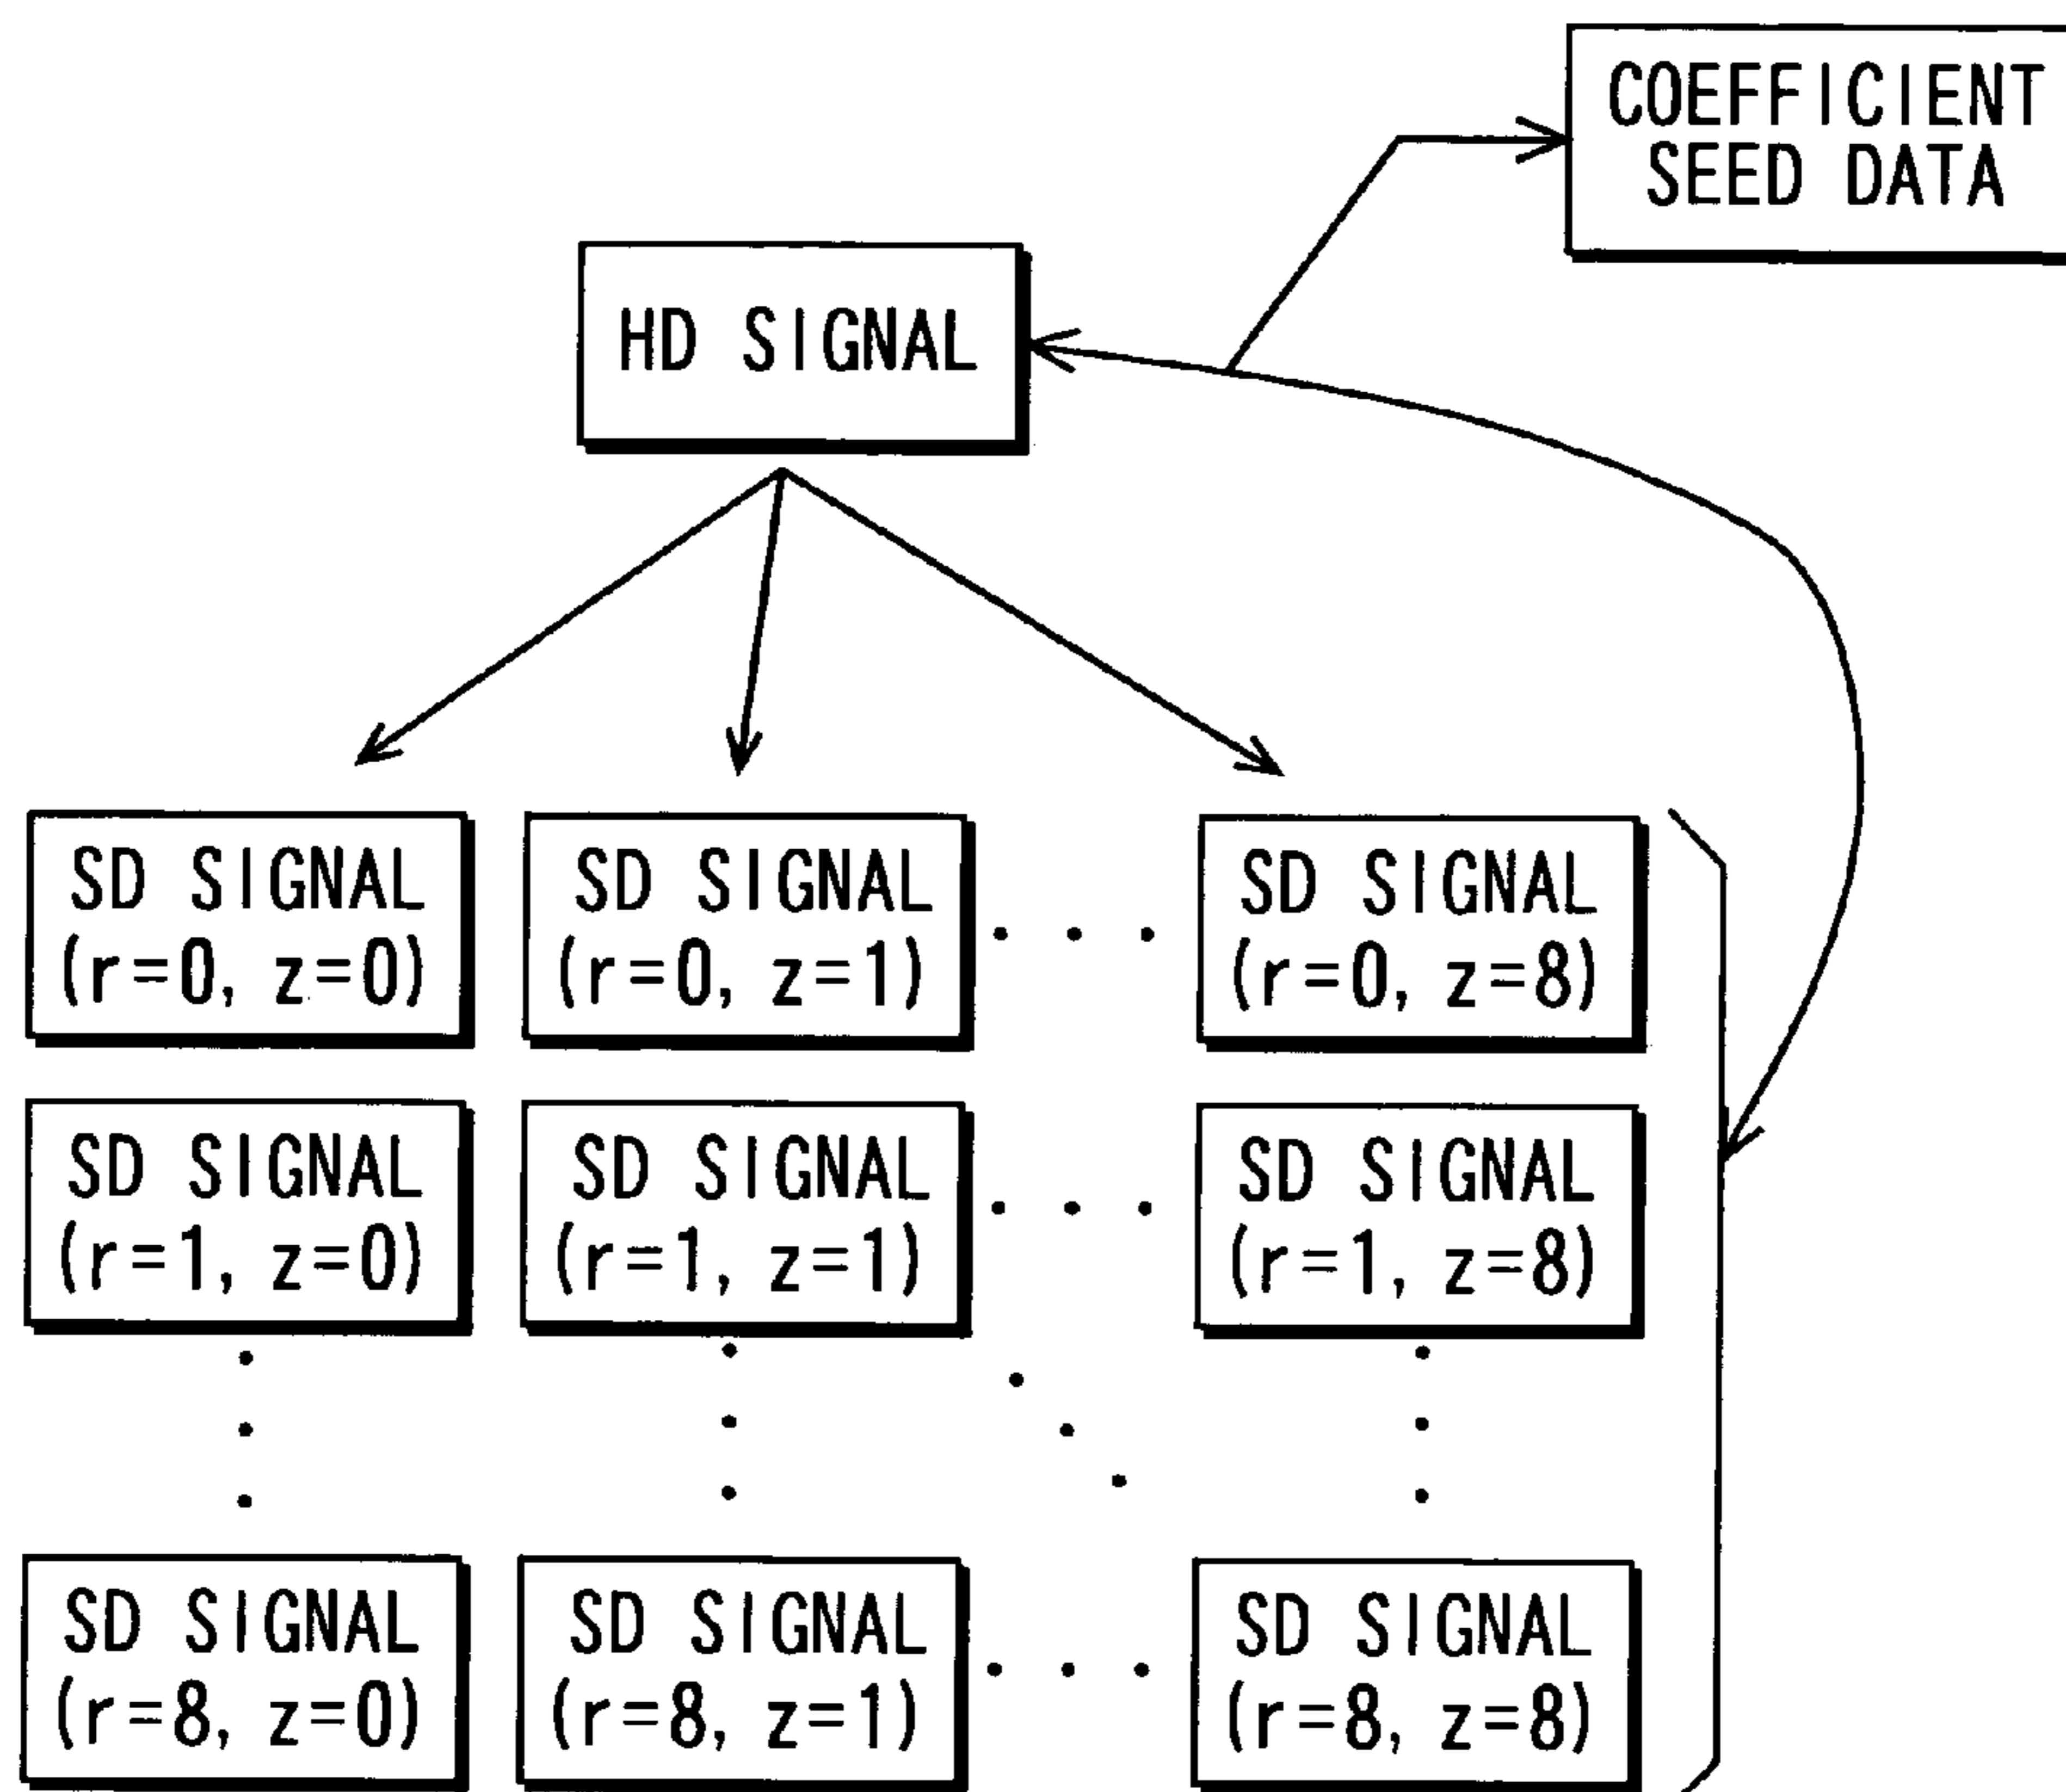 COEFFICIENT
SEED DATA
HD SIGNAL
SD SIGNAL
(r=0, z=0)
SD SIGNAL
(r=0, z=1)
SD SIGNAL
(r=0, z=8)
SD SIGNAL
(r=1, z=0)
SD SIGNAL
(r=1, z=1)
SD SIGNAL
(r=1, z=8)
SD SIGNAL
(r=8, z=0)
SD SIGNAL
(r=8, z=1)
SD SIGNAL
(r=8, z=8)